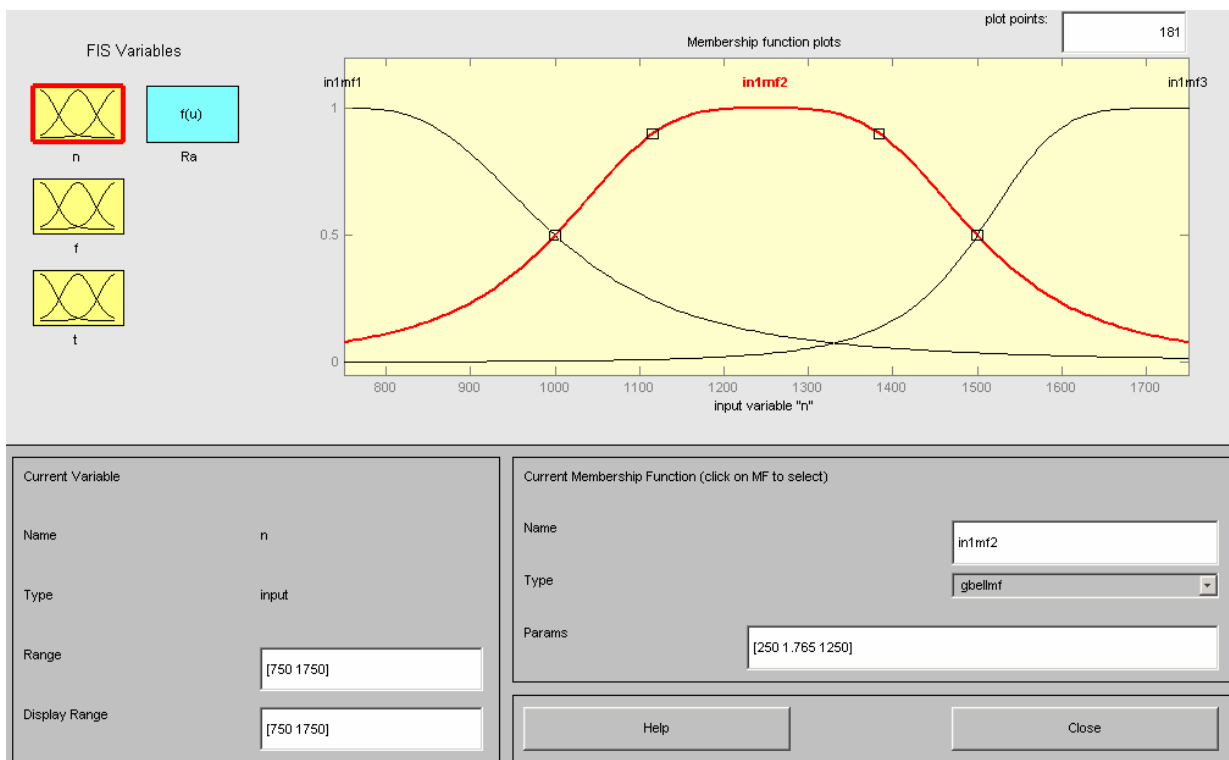 plot points:
181
FIS Variables
Membership function plots
in1mf1
in1mf2
in1mf3
f(u)
n
Ra
f
t
1
0.5
0
800 900 1000 1100 1200 1300 1400 1500 1600 1700
input variable "n"
Current Variable
Name n
Type input
Range [750 1750]
Display Range [750 1750]
Current Membership Function (click on MF to select)
Name in1mf2
Type gbellmf
Params [250 1.765 1250]
Help
Close